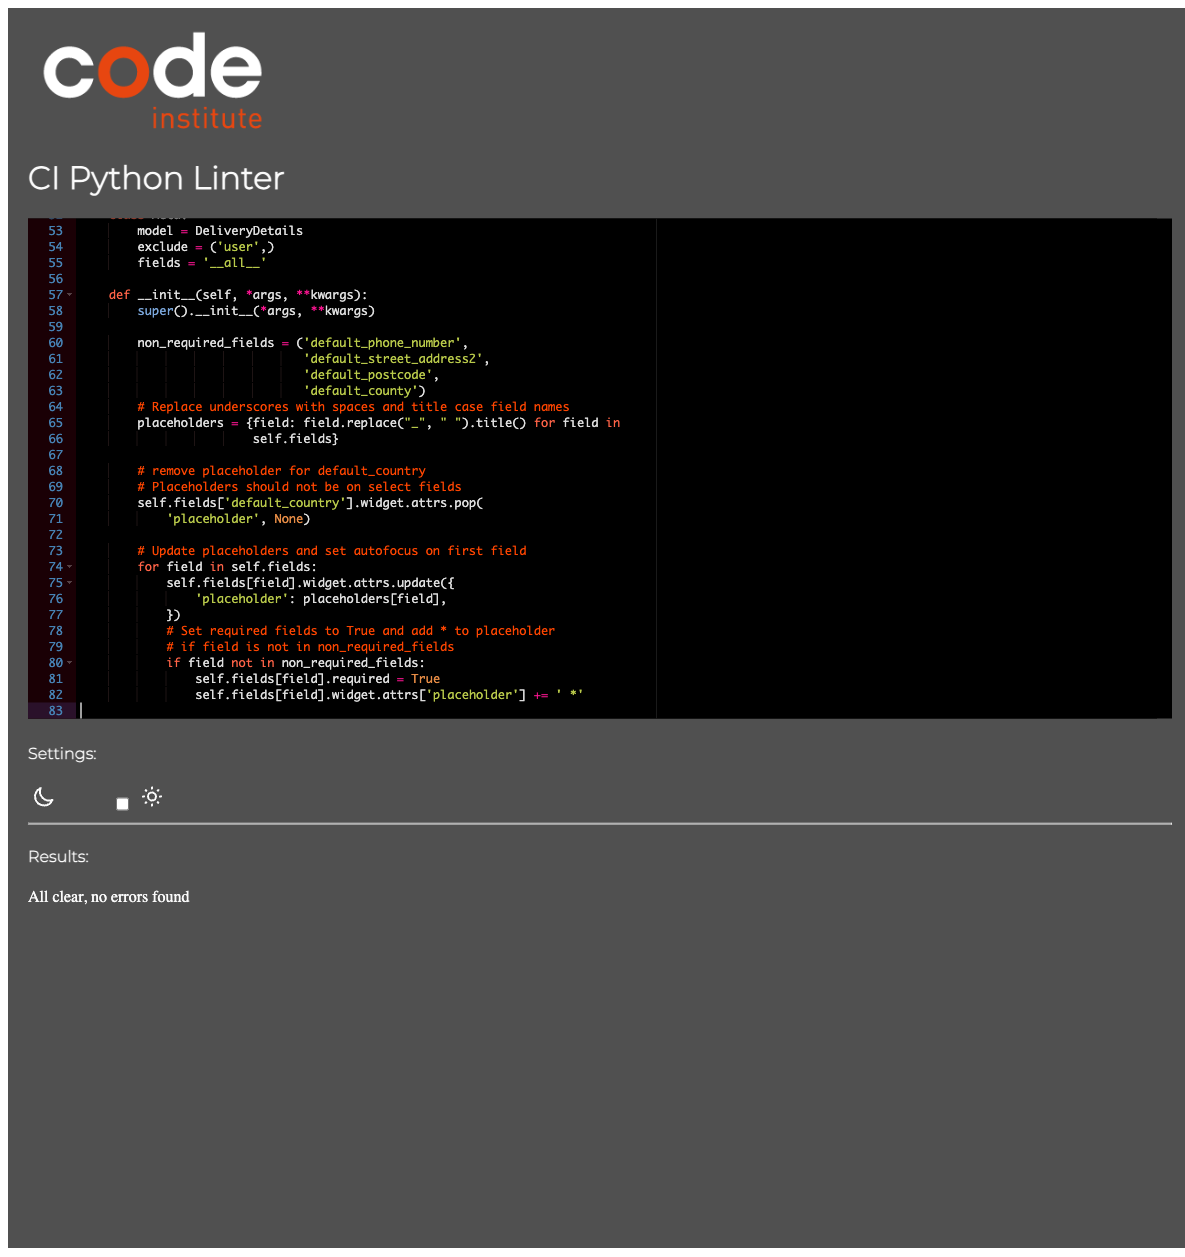 code
institute
CI Python Linter
53 model = DeliveryDetails
54 exclude = ('user',)
55 fields = '__all__'
56
57 def __init__(self, *args, **kwargs):
58 super().__init__(*args, **kwargs)
59
60 non_required_fields = ('default_phone_number',
61 'default_street_address2',
62 'default_postcode',
63 'default_county')
64 # Replace underscores with spaces and title case field names
65 placeholders = {field: field.replace("_", " ").title() for field in
66 self.fields}
67
68 # remove placeholder for default_country
69 # Placeholders should not be on select fields
70 self.fields['default_country'].widget.attrs.pop(
71 'placeholder', None)
72
73 # Update placeholders and set autofocus on first field
74 for field in self.fields:
75 self.fields[field].widget.attrs.update({
76 'placeholder': placeholders[field],
77 })
78 # Set required fields to True and add * to placeholder
79 # if field is not in non_required_fields
80 if field not in non_required_fields:
81 self.fields[field].required = True
82 self.fields[field].widget.attrs['placeholder'] += ' *'
83
Settings:
Results:
All clear, no errors found